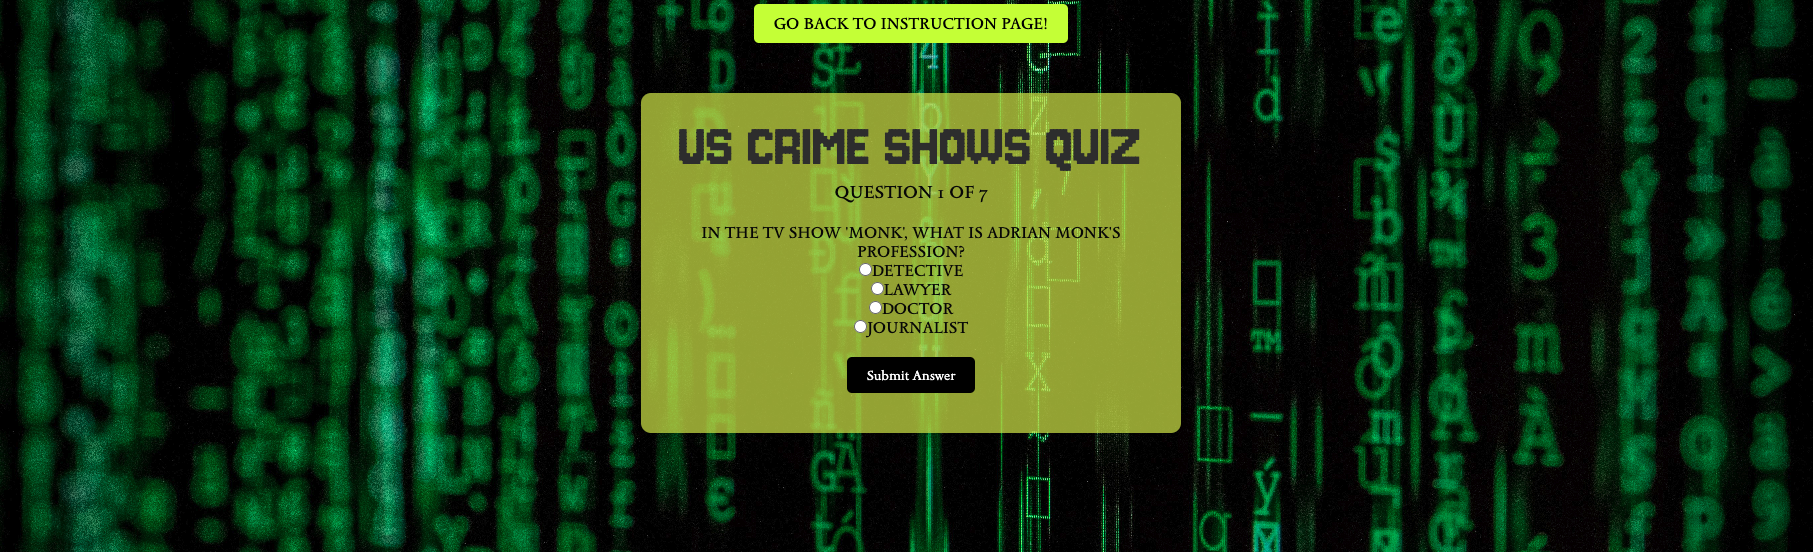 GO BACK TO INSTRUCTION PAGE!
US CRIME SHOWS QUIZ
QUESTION 1 OF 7
IN THE TV SHOW 'MONK', WHAT IS ADRIAN MONK'S
PROFESSION?
DETECTIVE
LAWYER
DOCTOR
JOURNALIST
Submit Answer